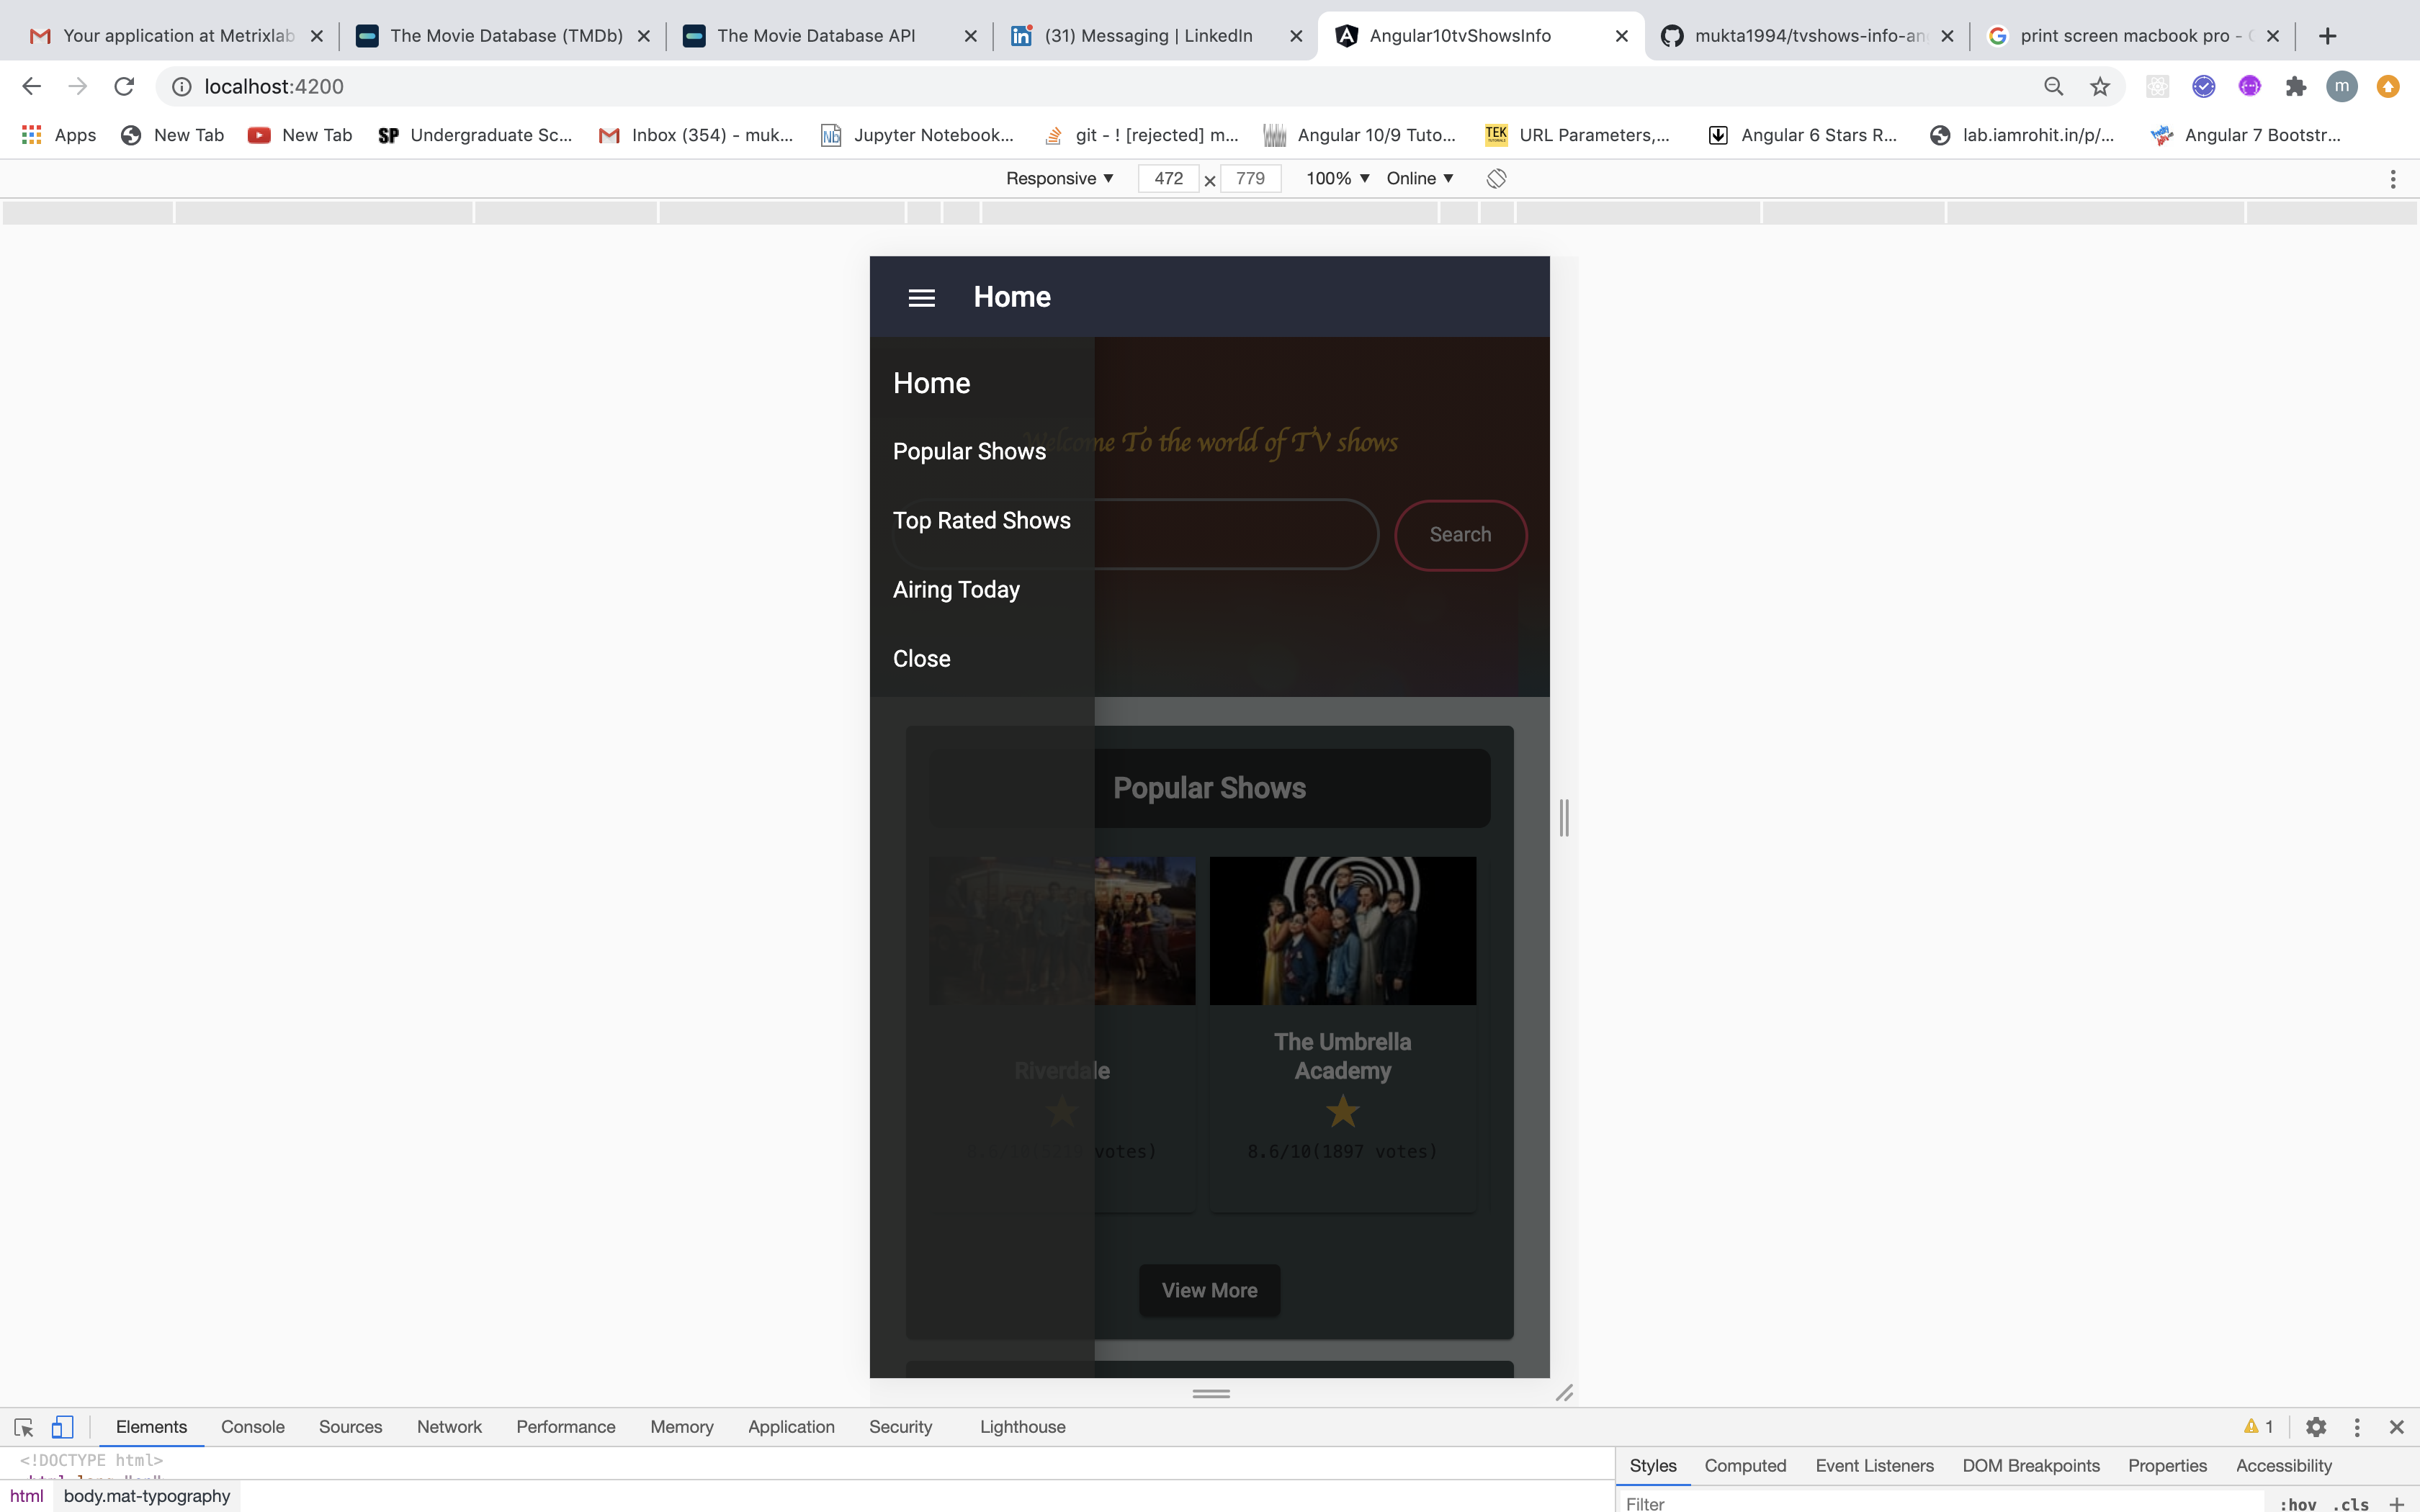 Your application at Metrixlab
The Movie Database (TMDb)
The Movie Database API
(31) Messaging | LinkedIn
Angular10tvShowsInfo
mukta1994/tvshows-info-an
print screen macbook pro -
localhost:4200
m
Apps
New Tab
New Tab
SP Undergraduate Sc...
Inbox (354) - muk...
Nb Jupyter Notebook...
git - ! [rejected] m...
Angular 10/9 Tuto...
TEK URL Parameters,...
Angular 6 Stars R...
lab.iamrohit.in/p/...
Angular 7 Bootstr...
Responsive ▼ 472 × 779 100% ▼ Online ▼
Home
Home
Welcome To the world of TV shows
Popular Shows
Top Rated Shows
Search
Airing Today
Close
Popular Shows
Riverdale
The Umbrella
Academy
votes)
8.6/10(1897 votes)
View More
Elements Console Sources Network Performance Memory Application Security Lighthouse
1
<!DOCTYPE html>
html body.mat-typography
Styles Computed Event Listeners DOM Breakpoints Properties Accessibility
Filter :hov .cls +